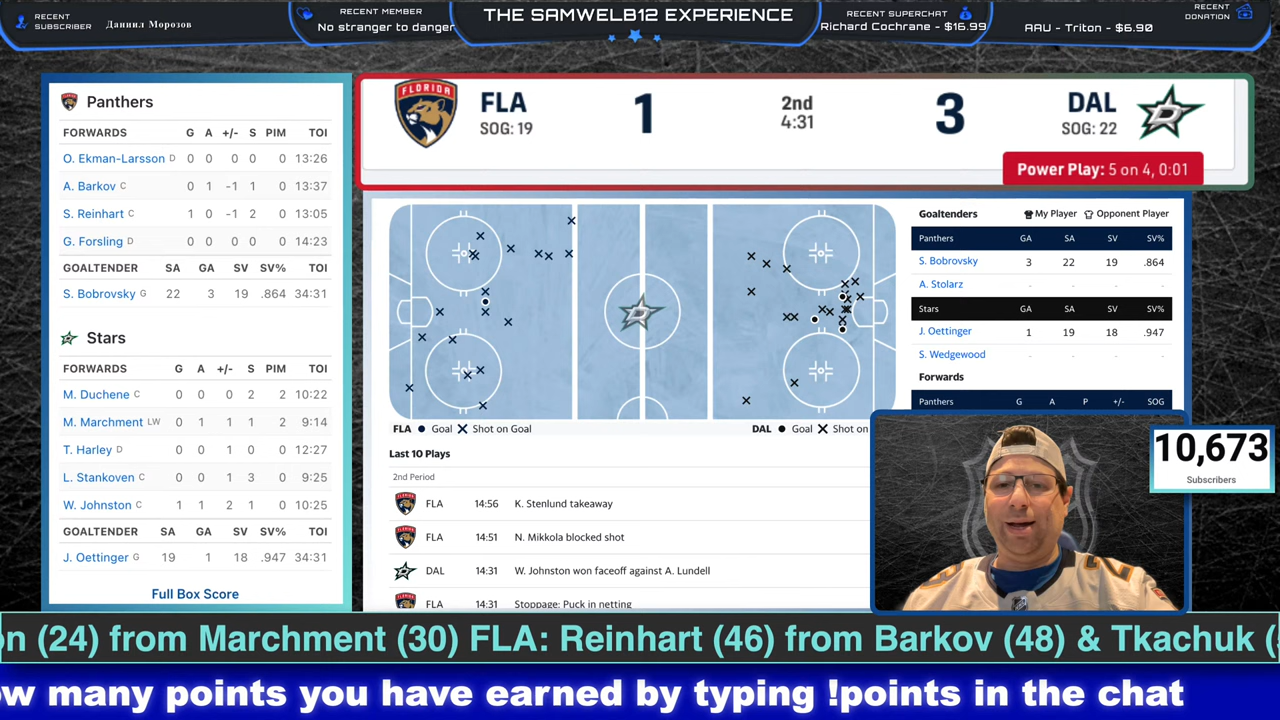 RECENT
SUBSCRIBER
Даниил Морозов
RECENT MEMBER
No stranger to danger
THE SAMWELB12 EXPERIENCE
RECENT SUPERCHAT
Richard Cochrane - $16.99
RECENT
DONATION
AAU - Triton - $6.90
Panthers
FORWARDS G A +/- S PIM TOI
O. Ekman-Larsson D 0 0 0 0 0 13:26
A. Barkov C 0 1 -1 1 0 13:37
S. Reinhart C 1 0 -1 2 0 13:05
G. Forsling D 0 0 0 0 0 14:23
GOALTENDER SA GA SV SV% TOI
S. Bobrovsky G 22 3 19 .864 34:31
Stars
FORWARDS G A +/- S PIM TOI
M. Duchene C 0 0 0 2 2 10:22
M. Marchment LW 0 1 1 1 2 9:14
T. Harley D 0 0 1 0 0 12:27
L. Stankoven C 0 0 1 3 0 9:25
W. Johnston C 1 1 2 1 0 10:25
GOALTENDER SA GA SV SV% TOI
J. Oettinger G 19 1 18 .947 34:31
Full Box Score
FLORIDA
FLA
SOG: 19
1
2nd
4:31
3
DAL
SOG: 22
Power Play: 5 on 4, 0:01
FLA Goal Shot on Goal
DAL Goal Shot on
Last 10 Plays
2nd Period
FLA 14:56 K. Stenlund takeaway
FLA 14:51 N. Mikkola blocked shot
DAL 14:31 W. Johnston won faceoff against A. Lundell
FLA 14:31 Stoppage: Puck in netting
Goaltenders My Player Opponent Player
Panthers GA SA SV SV%
S. Bobrovsky 3 22 19 .864
A. Stolarz - - - -
Stars GA SA SV SV%
J. Oettinger 1 19 18 .947
S. Wedgewood - - - -
Forwards
Panthers G A P +/- SOG
10,673
Subscribers
n (24) from Marchment (30) FLA: Reinhart (46) from Barkov (48) & Tkachuk (
ow many points you have earned by typing !points in the chat